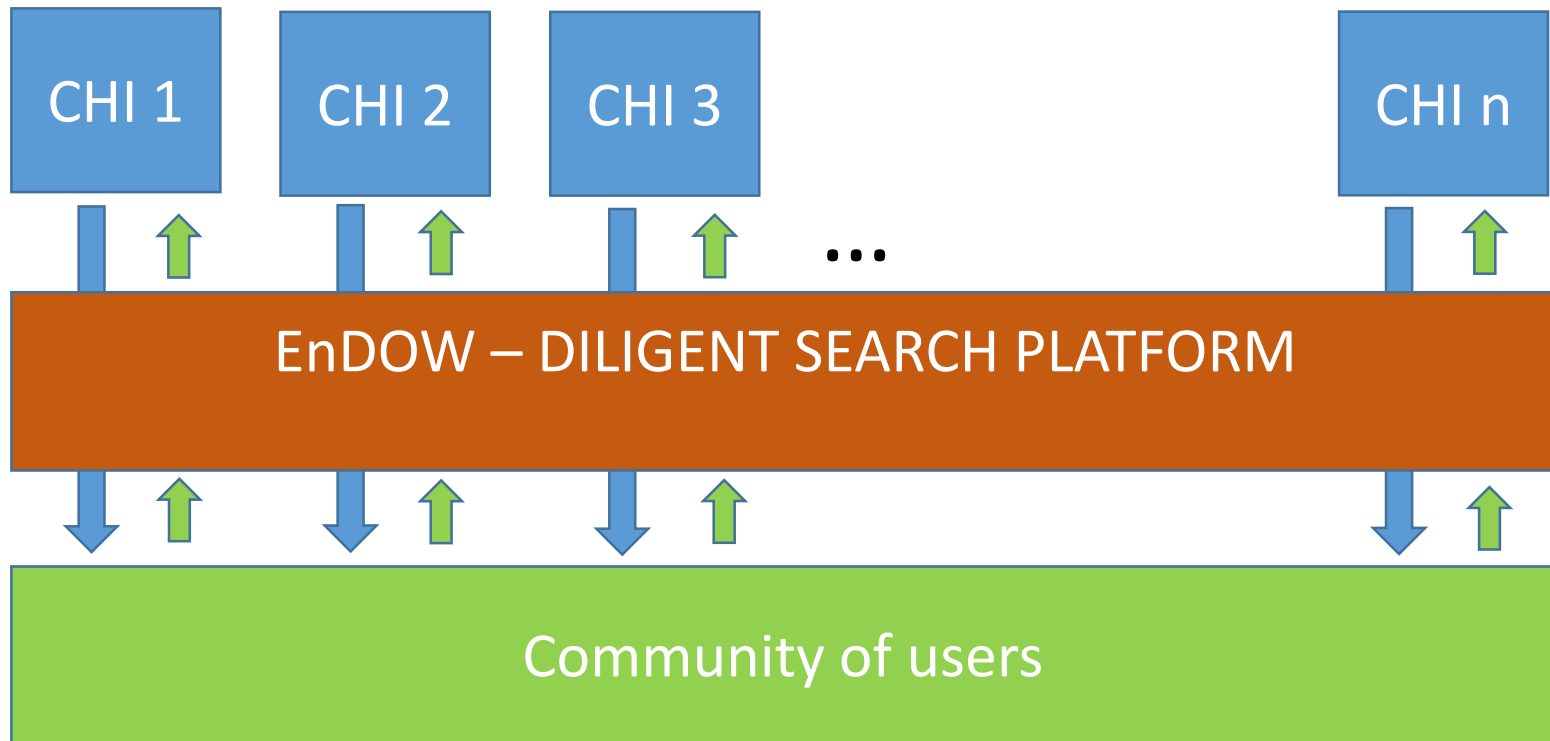 CHI 1
CHI 2
CHI 3
CHI n
...
EnDOW – DILIGENT SEARCH PLATFORM
Community of users